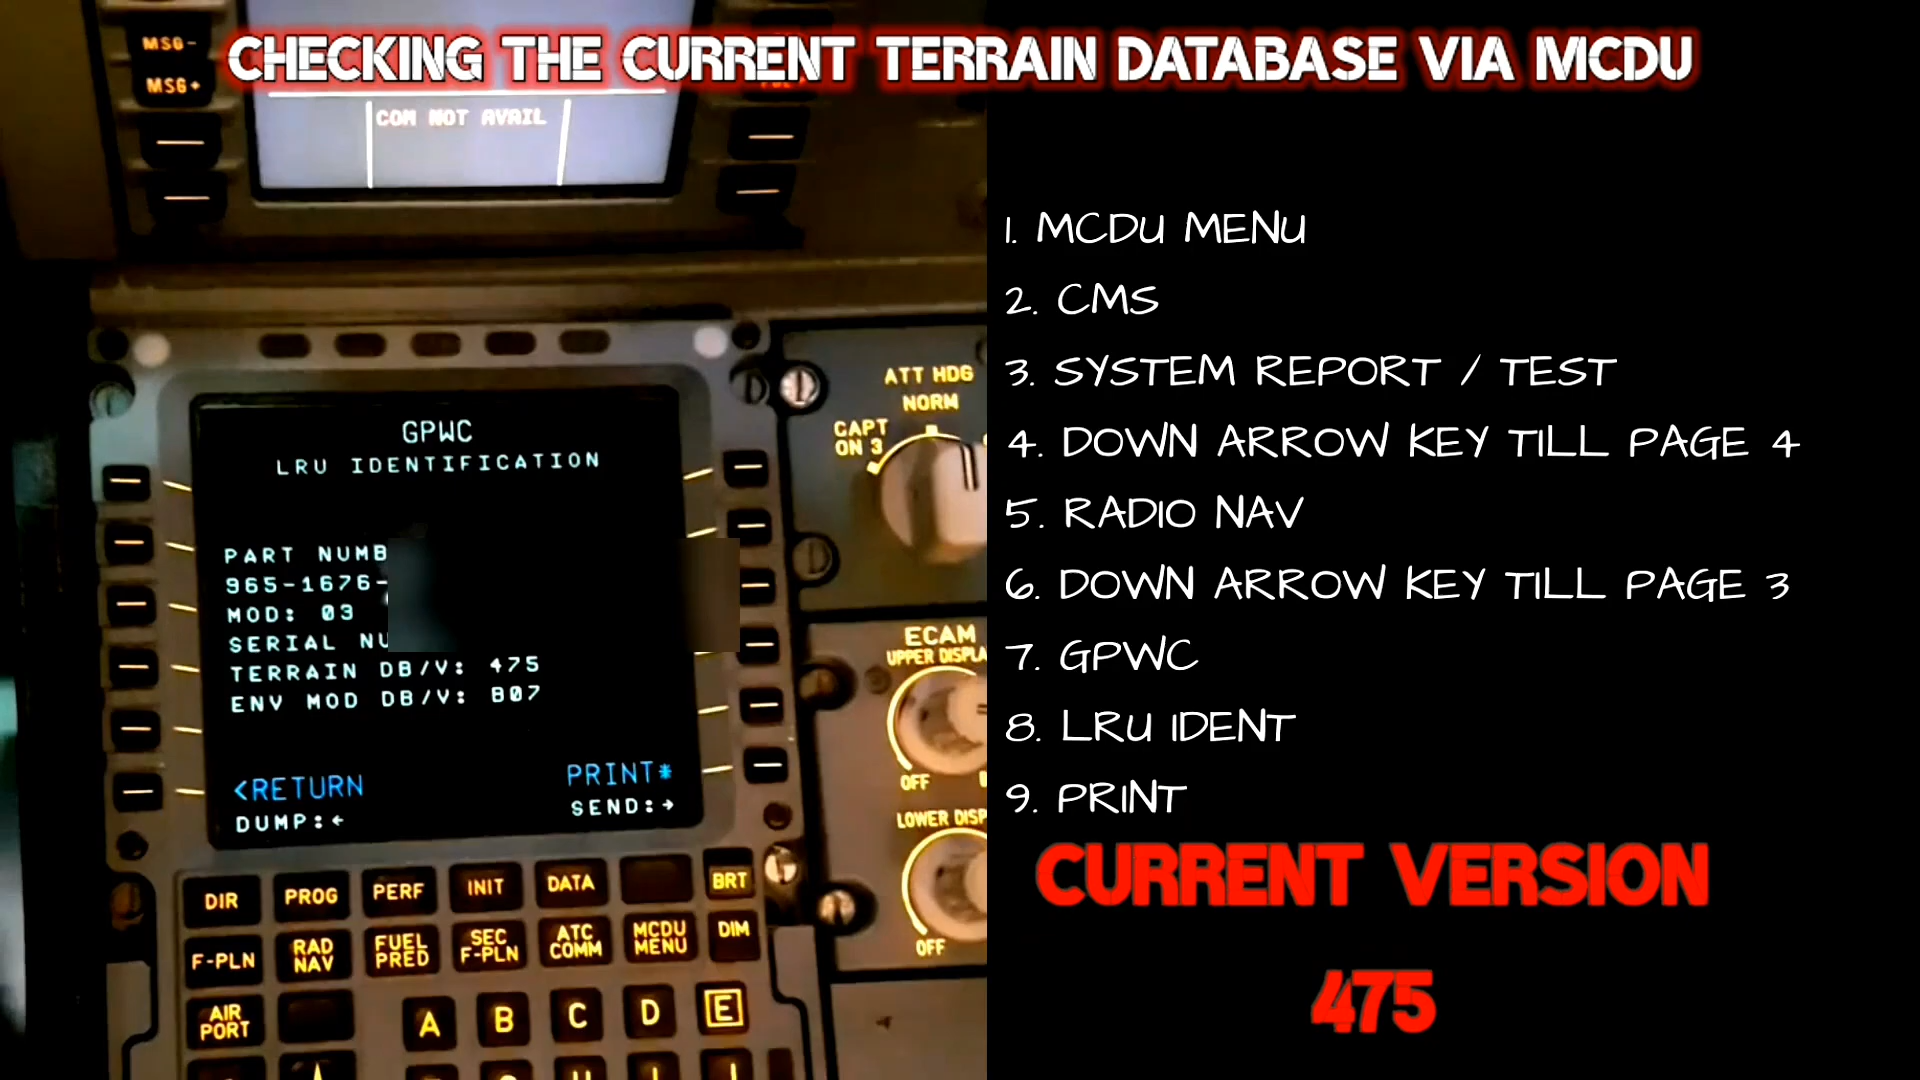 CHECKING THE CURRENT TERRAIN DATABASE VIA MCDU
MSG-
MSG+
COM NOT AVAIL
GPWC
LRU IDENTIFICATION
PART NUMB
965-1676-
MOD: 03
SERIAL NU
TERRAIN DB/V: 475
ENV MOD DB/V: B07
<RETURN
PRINT*
DUMP:←
SEND:→
ATT HDG
NORM
CAPT
ON 3
ECAM
UPPER DISPLA
OFF
LOWER DISP
OFF
DIR
PROG
PERF
INIT
DATA
BRT
F-PLN
RAD
NAV
FUEL
PRED
SEC
F-PLN
ATC
COMM
MCDU
MENU
DIM
AIR
PORT
A
B
C
D
E
1. MCDU MENU
2. CMS
3. SYSTEM REPORT / TEST
4. DOWN ARROW KEY TILL PAGE 4
5. RADIO NAV
6. DOWN ARROW KEY TILL PAGE 3
7. GPWC
8. LRU IDENT
9. PRINT
CURRENT VERSION
475